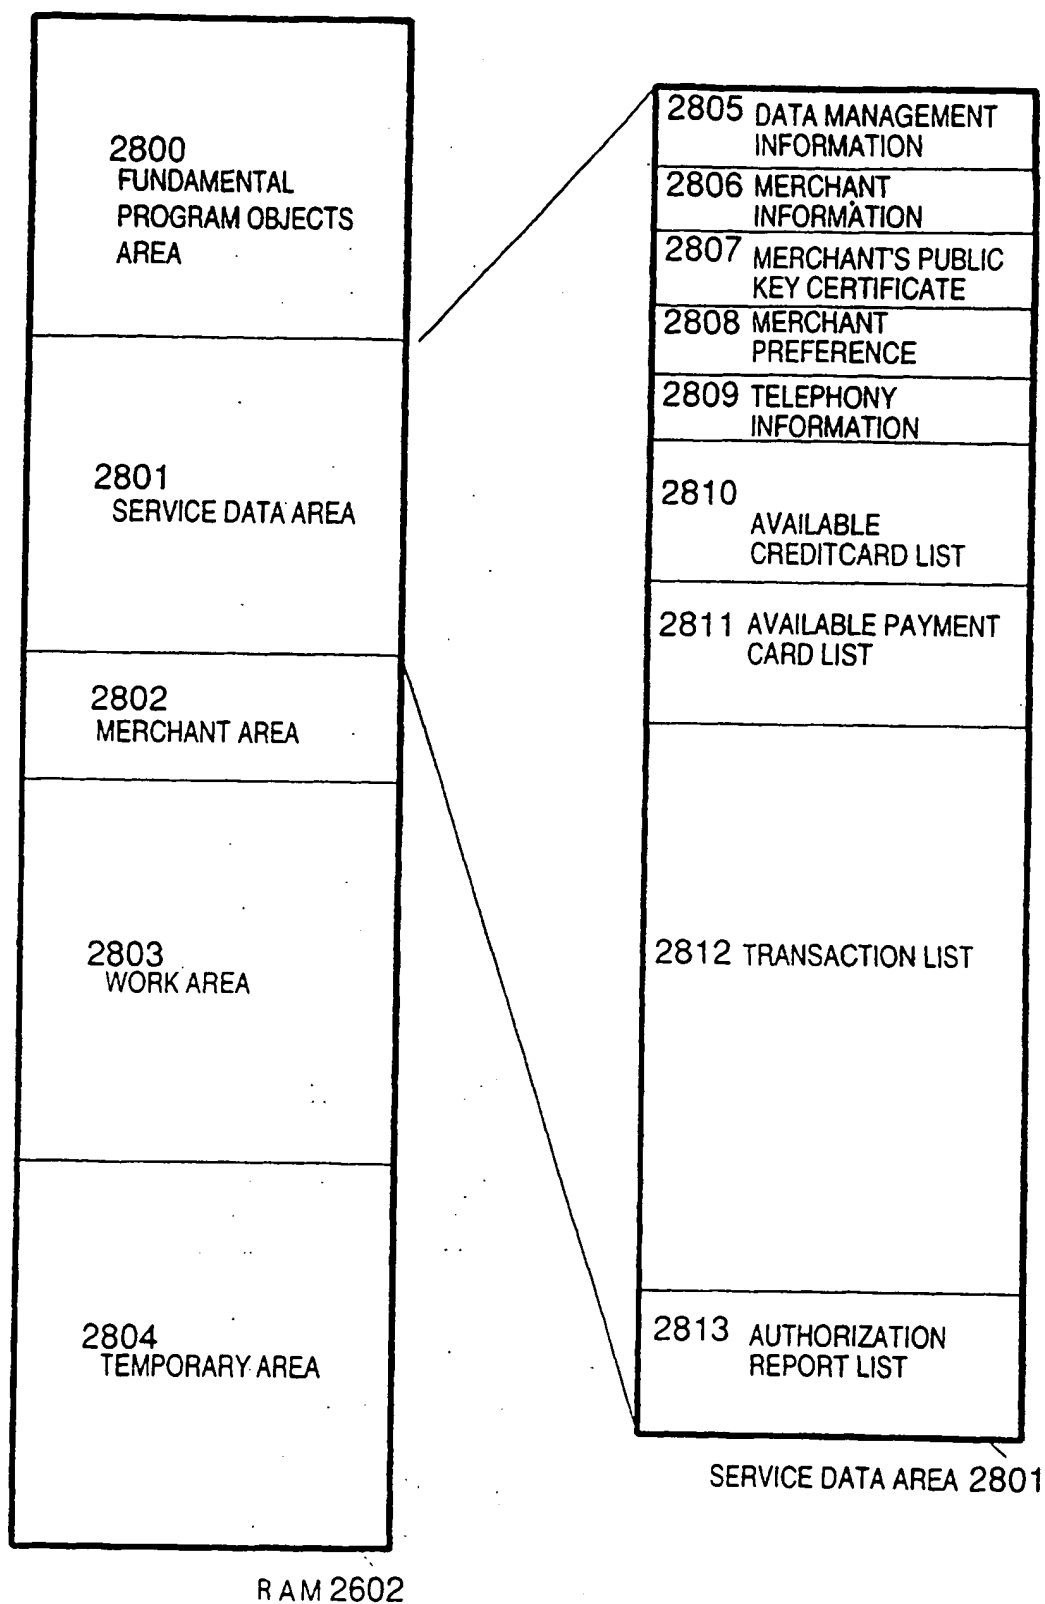 2800
FUNDAMENTAL
PROGRAM OBJECTS
AREA
2801
SERVICE DATA AREA
2802
MERCHANT AREA
2803
WORK AREA
2804
TEMPORARY AREA
RAM 2602
2805 DATA MANAGEMENT
INFORMATION
2806 MERCHANT
INFORMATION
2807 MERCHANT'S PUBLIC
KEY CERTIFICATE
2808 MERCHANT
PREFERENCE
2809 TELEPHONY
INFORMATION
2810
AVAILABLE
CREDITCARD LIST
2811 AVAILABLE PAYMENT
CARD LIST
2812 TRANSACTION LIST
2813 AUTHORIZATION
REPORT LIST
SERVICE DATA AREA 2801